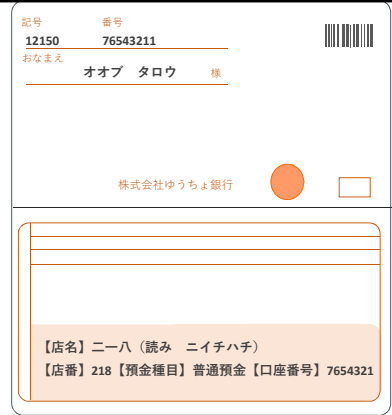 記号 番号
12150 76543211
おなまえ
オオブ タロウ 様
株式会社ゆうちょ銀行
【店名】二一八（読み ニイチハチ）
【店番】218【預金種目】普通預金【口座番号】7654321